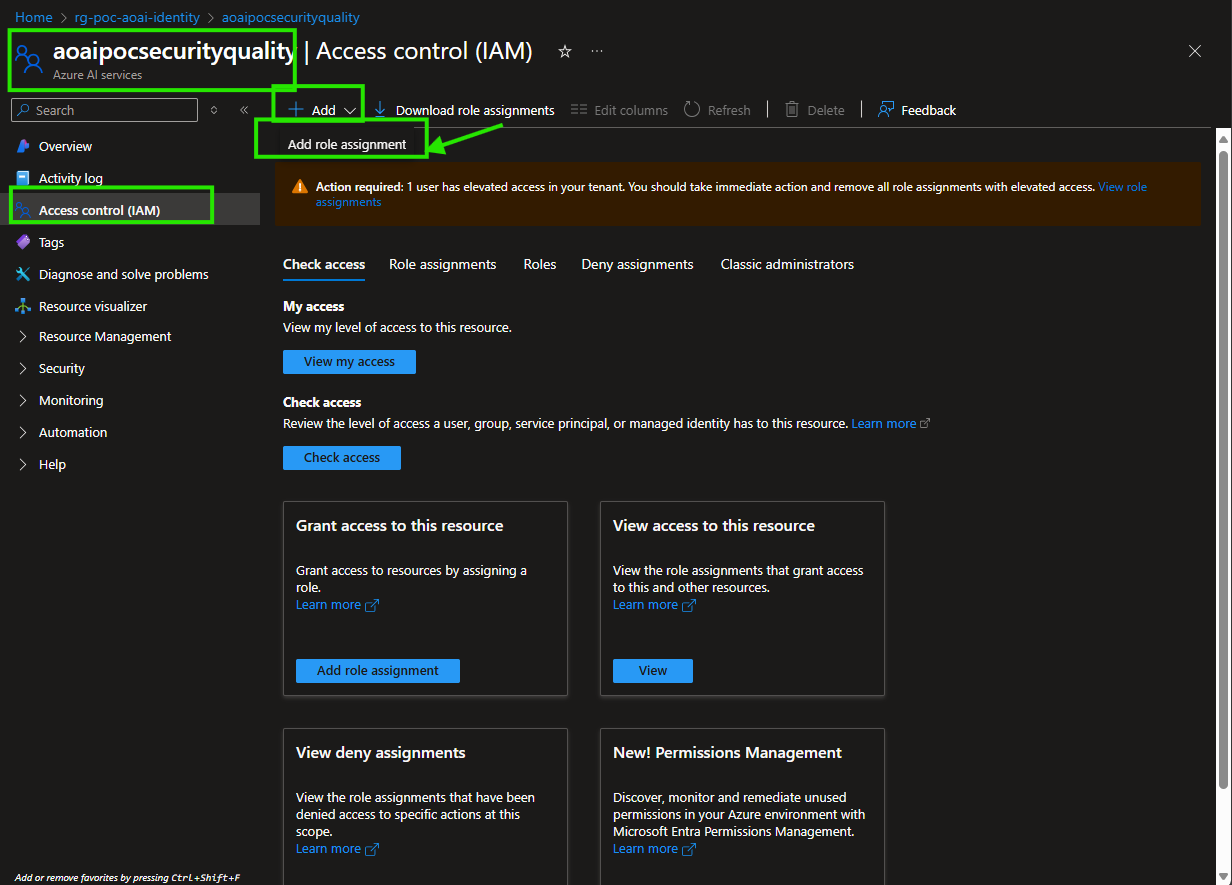 Home > rg-poc-aoai-identity > aoaipocsecurityquality
aoaipocsecurityquality | Access control (IAM)
Azure AI services
Search
Add
Download role assignments
Edit columns
Refresh
Delete
Feedback
Add role assignment
Overview
Activity log
Access control (IAM)
Tags
Diagnose and solve problems
Resource visualizer
Resource Management
Security
Monitoring
Automation
Help
Action required: 1 user has elevated access in your tenant. You should take immediate action and remove all role assignments with elevated access. View role
assignments
Check access
Role assignments
Roles
Deny assignments
Classic administrators
My access
View my level of access to this resource.
View my access
Check access
Review the level of access a user, group, service principal, or managed identity has to this resource. Learn more
Check access
Grant access to this resource
Grant access to resources by assigning a
role.
Learn more
Add role assignment
View access to this resource
View the role assignments that grant access
to this and other resources.
Learn more
View
View deny assignments
View the role assignments that have been
denied access to specific actions at this
scope.
Learn more
New! Permissions Management
Discover, monitor and remediate unused
permissions in your Azure environment with
Microsoft Entra Permissions Management.
Learn more
Add or remove favorites by pressing Ctrl+Shift+F